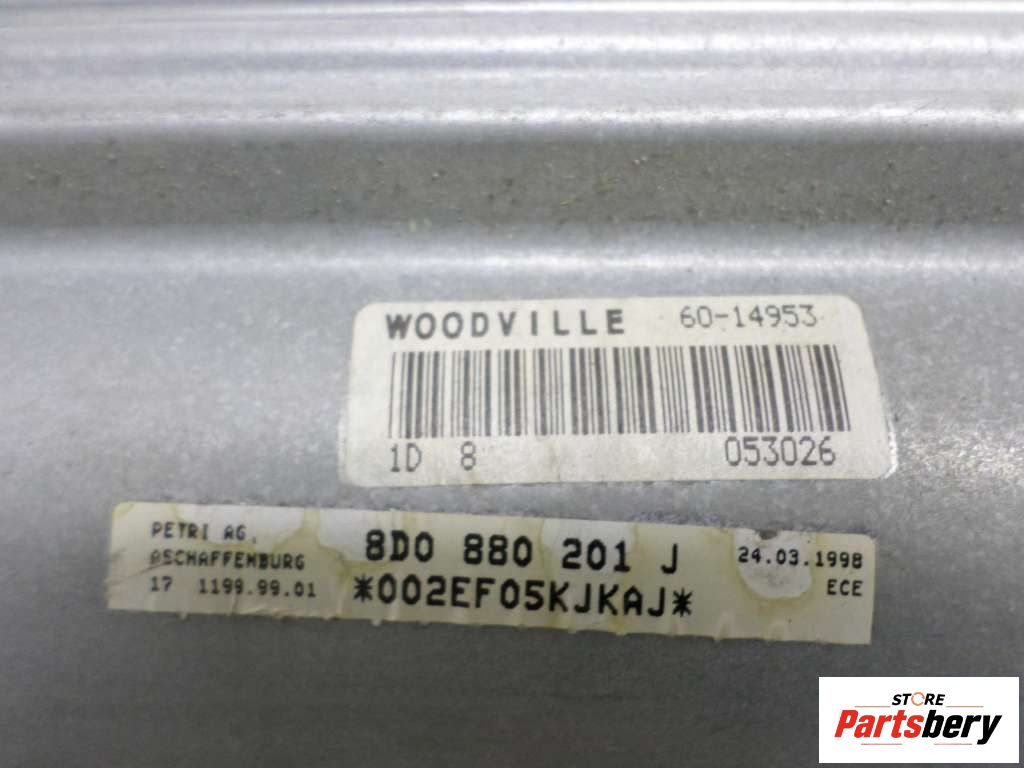 WOODVILLE 60-14953
1D 8 053026
PETRI AG, 8D0 880 201 J 24.03.1998
ASCHAFFENBURG *002EF05KJKAJ* ECE
17 1199.99.01
STORE
Partsbery